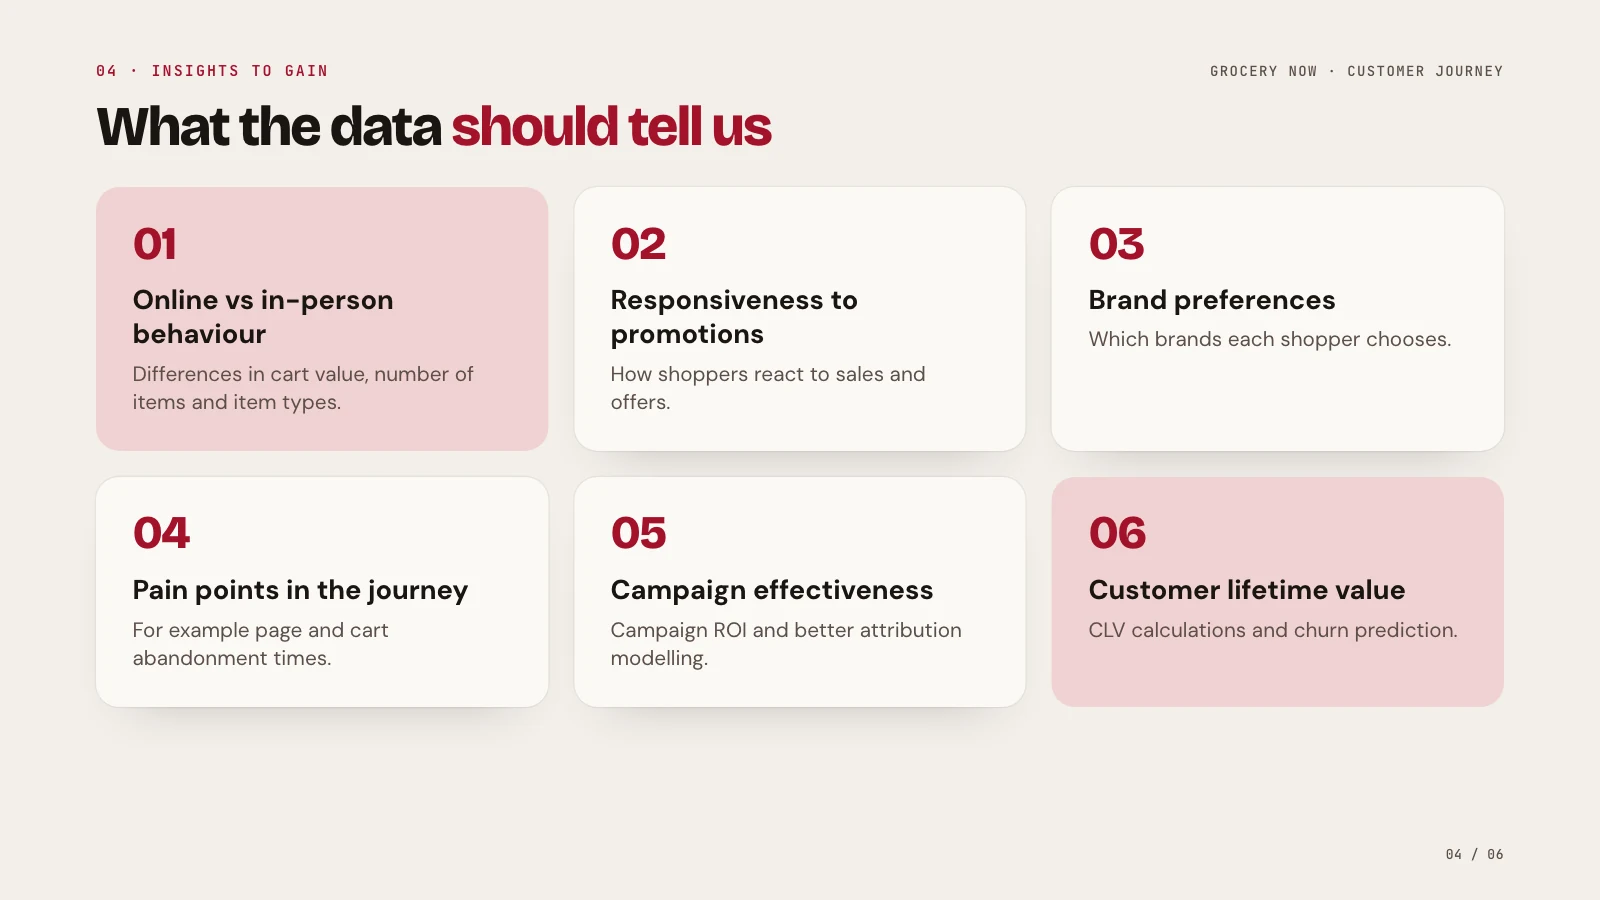 04 · INSIGHTS TO GAIN
GROCERY NOW · CUSTOMER JOURNEY
What the data should tell us
01
Online vs in-person
behaviour
Differences in cart value, number of
items and item types.
02
Responsiveness to
promotions
How shoppers react to sales and
offers.
03
Brand preferences
Which brands each shopper chooses.
04
Pain points in the journey
For example page and cart
abandonment times.
05
Campaign effectiveness
Campaign ROI and better attribution
modelling.
06
Customer lifetime value
CLV calculations and churn prediction.
04 / 06